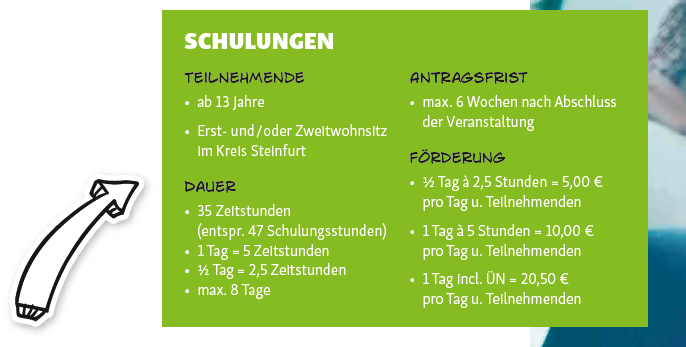 SCHULUNGEN
TEILNEHMENDE
• ab 13 Jahre
• Erst- und/oder Zweitwohnsitz
im Kreis Steinfurt
DAUER
• 35 Zeitstunden
(entspr. 47 Schulungsstunden)
• 1 Tag = 5 Zeitstunden
• ½ Tag = 2,5 Zeitstunden
• max. 8 Tage
ANTRAGSFRIST
• max. 6 Wochen nach Abschluss
der Veranstaltung
FÖRDERUNG
• ½ Tag à 2,5 Stunden = 5,00 €
pro Tag u. Teilnehmenden
• 1 Tag à 5 Stunden = 10,00 €
pro Tag u. Teilnehmenden
• 1 Tag incl. ÜN = 20,50 €
pro Tag u. Teilnehmenden